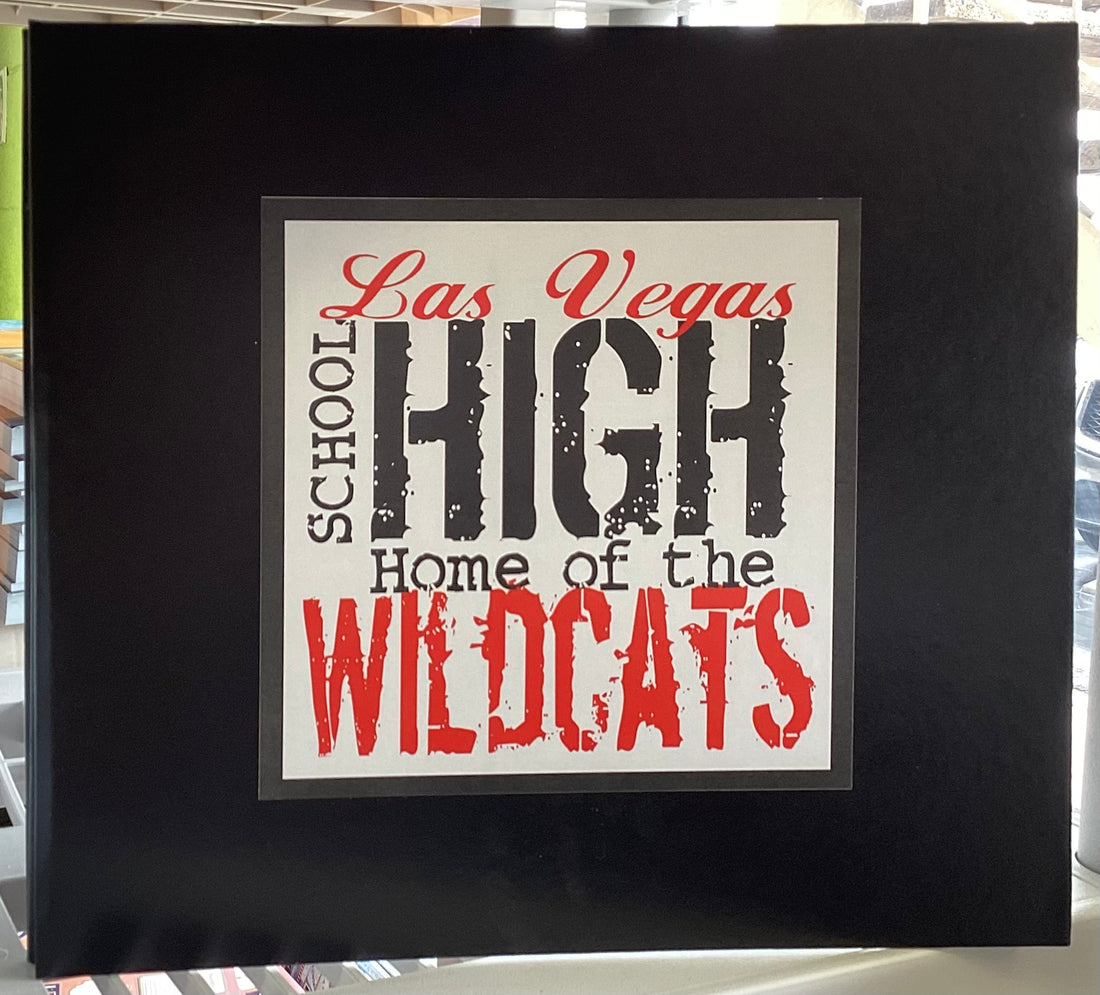 Las Vegas
SCHOOL
HIGH
Home of the
WILDCATS